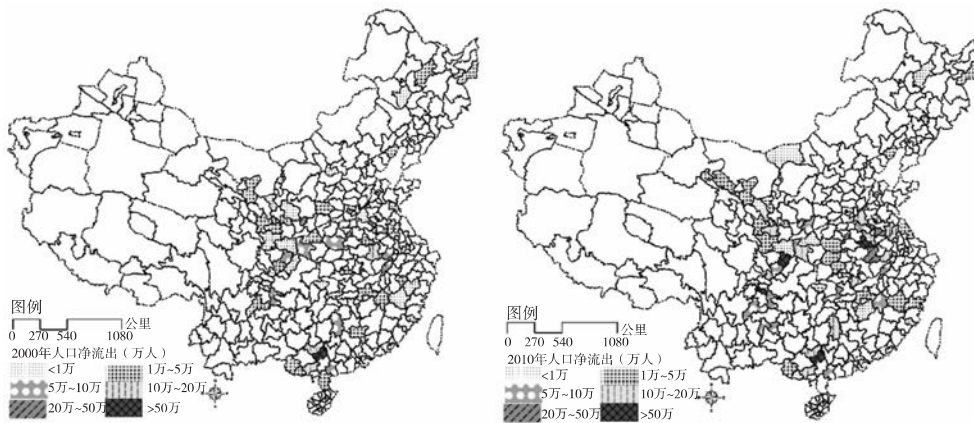 图例
公里
0 270 540 1080
2000年人口净流出（万人）
<1万 1万~5万
5万~10万 10万~20万
20万~50万 >50万
图例
公里
0 270 540 1080
2010年人口净流出（万人）
<1万 1万~5万
5万~10万 10万~20万
20万~50万 >50万